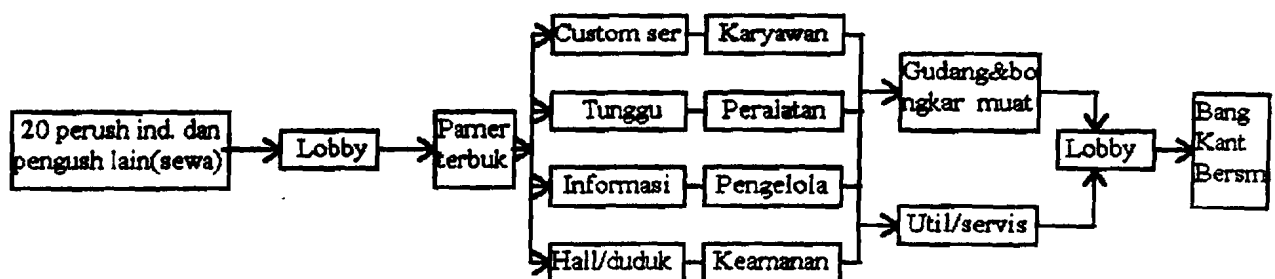 20 perush ind. dan
pengush lain(sewa)
Lobby
Pamer
terbuk
Custom ser
Karyawan
Tunggu
Peralatan
Informasi
Pengelola
Hall/duduk
Keamanan
Gudang&bo
ngkar muat
Util/servis
Lobby
Bang
Kant
Bersm